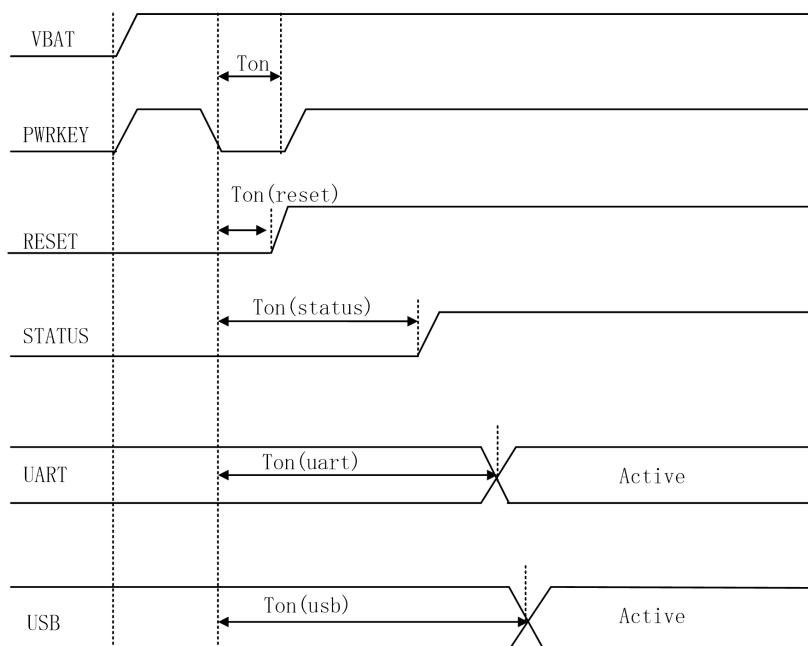 VBAT
Ton
PWRKEY
Ton(reset)
RESET
Ton(status)
STATUS
Ton(uart)
UART
Active
Ton(usb)
USB
Active